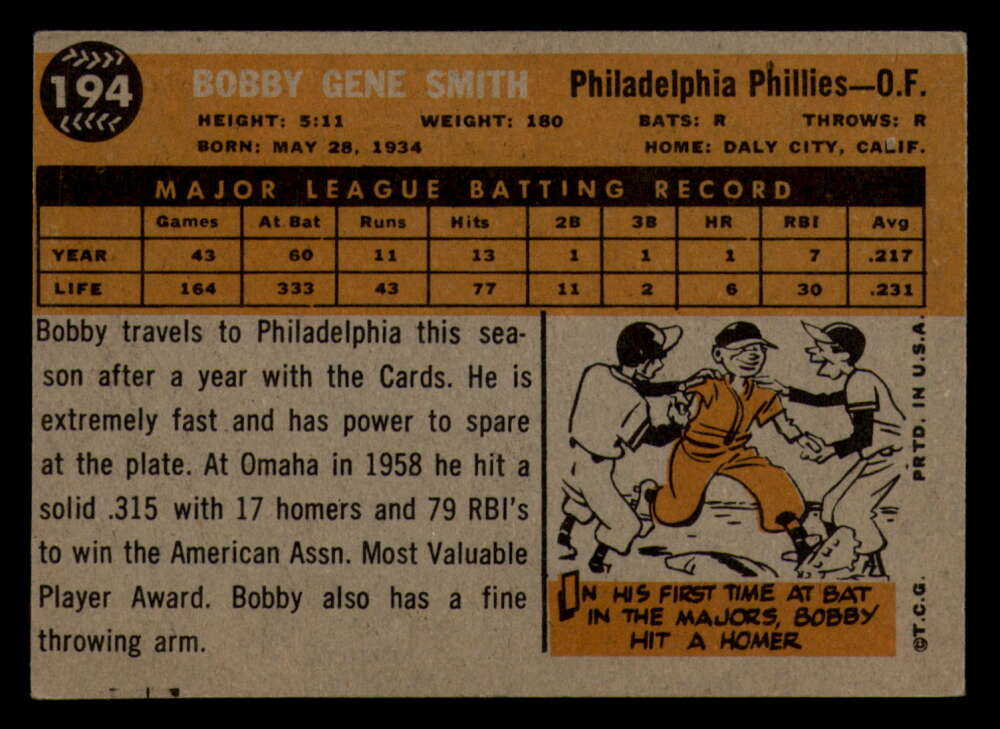 194
BOBBY GENE SMITH
Philadelphia Phillies—O.F.
HEIGHT: 5:11 WEIGHT: 180 BATS: R THROWS: R
BORN: MAY 28, 1934 HOME: DALY CITY, CALIF.
MAJOR LEAGUE BATTING RECORD
Games At Bat Runs Hits 2B 3B HR RBI Avg
YEAR 43 60 11 13 1 1 1 7 .217
LIFE 164 333 43 77 11 2 6 30 .231
Bobby travels to Philadelphia this sea-
son after a year with the Cards. He is
extremely fast and has power to spare
at the plate. At Omaha in 1958 he hit a
solid .315 with 17 homers and 79 RBI's
to win the American Assn. Most Valuable
Player Award. Bobby also has a fine
throwing arm.
IN HIS FIRST TIME AT BAT
IN THE MAJORS, BOBBY
HIT A HOMER
©T.C.G. PRTD. IN U.S.A.